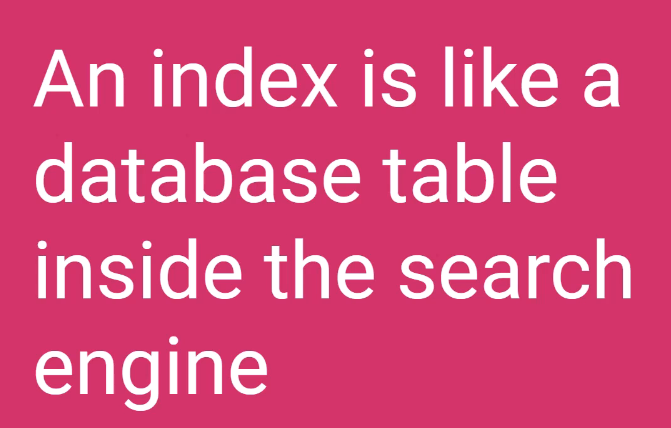 An index is like a
database table
inside the search
engine